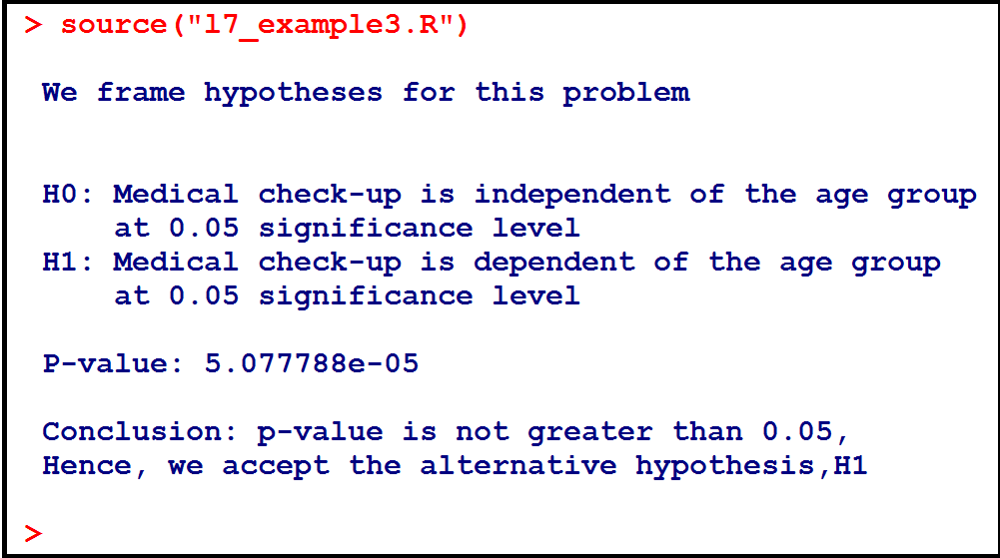 > source("l7_example3.R")
We frame hypotheses for this problem
H0: Medical check-up is independent of the age group
at 0.05 significance level
H1: Medical check-up is dependent of the age group
at 0.05 significance level
P-value: 5.077788e-05
Conclusion: p-value is not greater than 0.05,
Hence, we accept the alternative hypothesis,H1
>